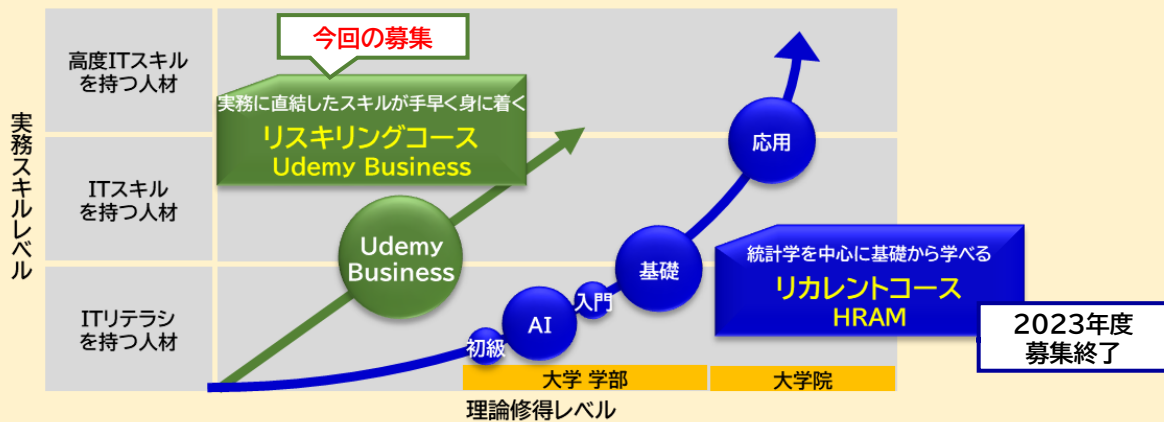 今回の募集
高度ITスキル
を持つ人材
実務に直結したスキルが手早く身に着く
リスキリングコース
Udemy Business
応用
実務スキルレベル
ITスキル
を持つ人材
Udemy
Business
基礎
統計学を中心に基礎から学べる
リカレントコース
HRAM
入門
AI
ITリテラシ
を持つ人材
初級
2023年度
募集終了
大学 学部
大学院
理論修得レベル